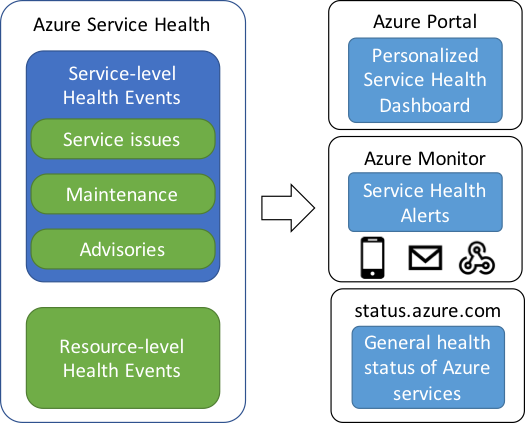 Azure Service Health
Service-level
Health Events
Service issues
Maintenance
Advisories
Resource-level
Health Events
Azure Portal
Personalized
Service Health
Dashboard
Azure Monitor
Service Health
Alerts
status.azure.com
General health
status of Azure
services